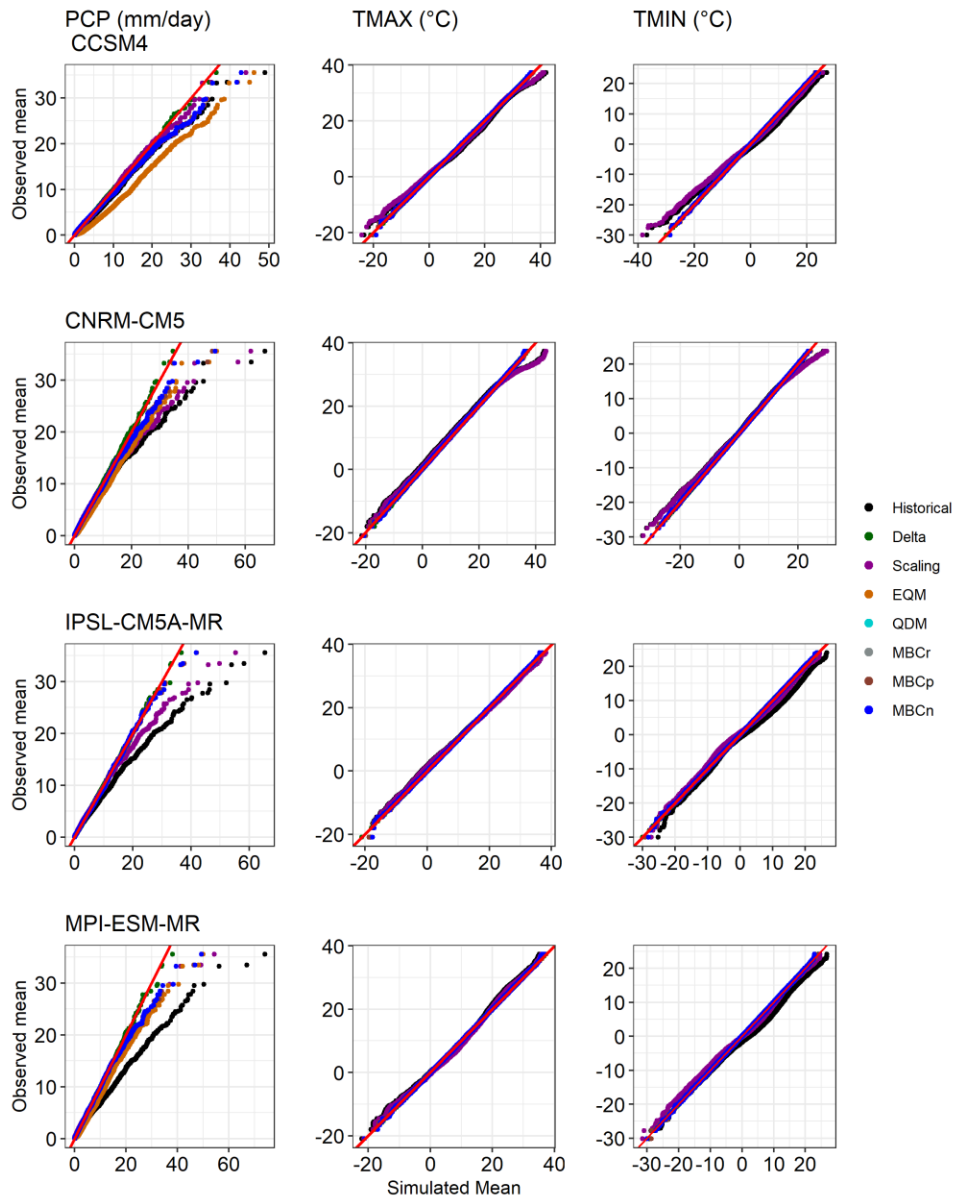 PCP (mm/day) TMAX (°C) TMIN (°C)
CCSM4
Observed mean
30
20
10
0
0 10 20 30 40 50
40
20
0
-20
-20 0 20 40
20
10
0
-10
-20
-30
-40 -20 0 20
CNRM-CM5
Observed mean
30
20
10
0
0 20 40 60
40
20
0
-20
-20 0 20 40
20
10
0
-10
-20
-30
-20 0 20
Historical
Delta
Scaling
EQM
QDM
MBCr
MBCp
MBCn
IPSL-CM5A-MR
Observed mean
30
20
10
0
0 20 40 60
40
20
0
-20
-20 0 20 40
20
10
0
-10
-20
-30
-30 -20 -10 0 10 20
MPI-ESM-MR
Observed mean
30
20
10
0
0 20 40 60
40
20
0
-20
-20 0 20 40
20
10
0
-10
-20
-30
-30 -20 -10 0 10 20
Simulated Mean